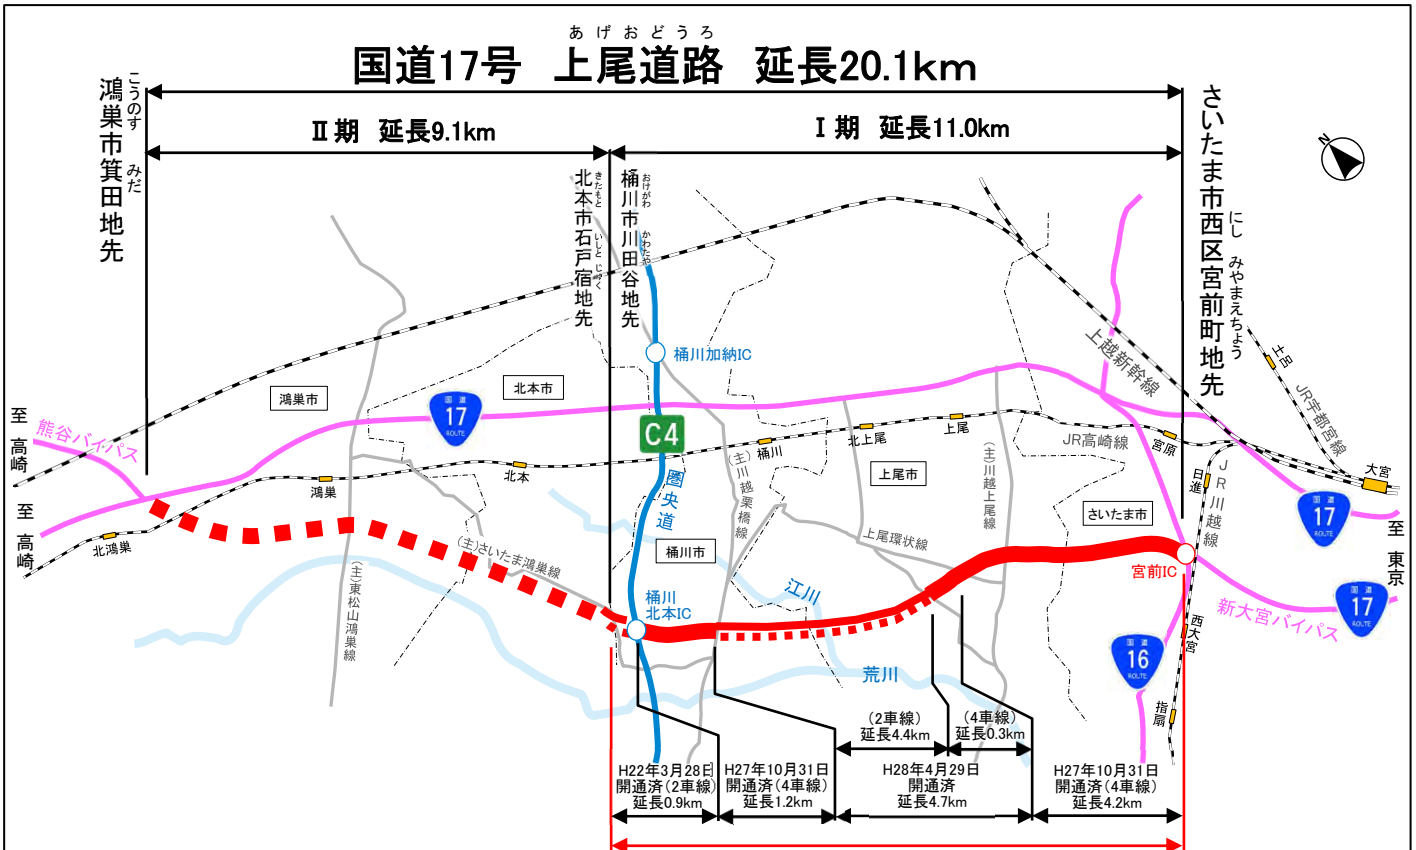 あげおどうろ
国道17号 上尾道路 延長20.1km
Ⅱ期 延長9.1km
Ⅰ期 延長11.0km
こうのす みだ
鴻巣市箕田地先
きたもと いしと じゅく
北本市石戸宿地先
おけがわ かわたや
桶川市川田谷地先
にし みやまえちょう
さいたま市西区宮前町地先
N
桶川加納IC
上越新幹線
土呂
JR宇都宮線
鴻巣市
北本市
国道
17
ROUTE
至 高崎
熊谷バイパス
C4
桶川
北上尾
上尾
JR高崎線
宮原
大宮
日進
JR川越線
鴻巣
北本
圏央道
(主)川越栗橋線
上尾市
(主)川越上尾線
さいたま市
国道
17
ROUTE
至 東京
至 高崎
北鴻巣
(主)さいたま鴻巣線
桶川市
上尾環状線
宮前IC
(主)東松山鴻巣線
桶川
北本IC
江川
新大宮バイパス
国道
17
ROUTE
西大宮
国道
16
ROUTE
荒川
指扇
(2車線)
延長4.4km
(4車線)
延長0.3km
H22年3月28日
開通済(2車線)
延長0.9km
H27年10月31日
開通済(4車線)
延長1.2km
H28年4月29日
開通済
延長4.7km
H27年10月31日
開通済(4車線)
延長4.2km